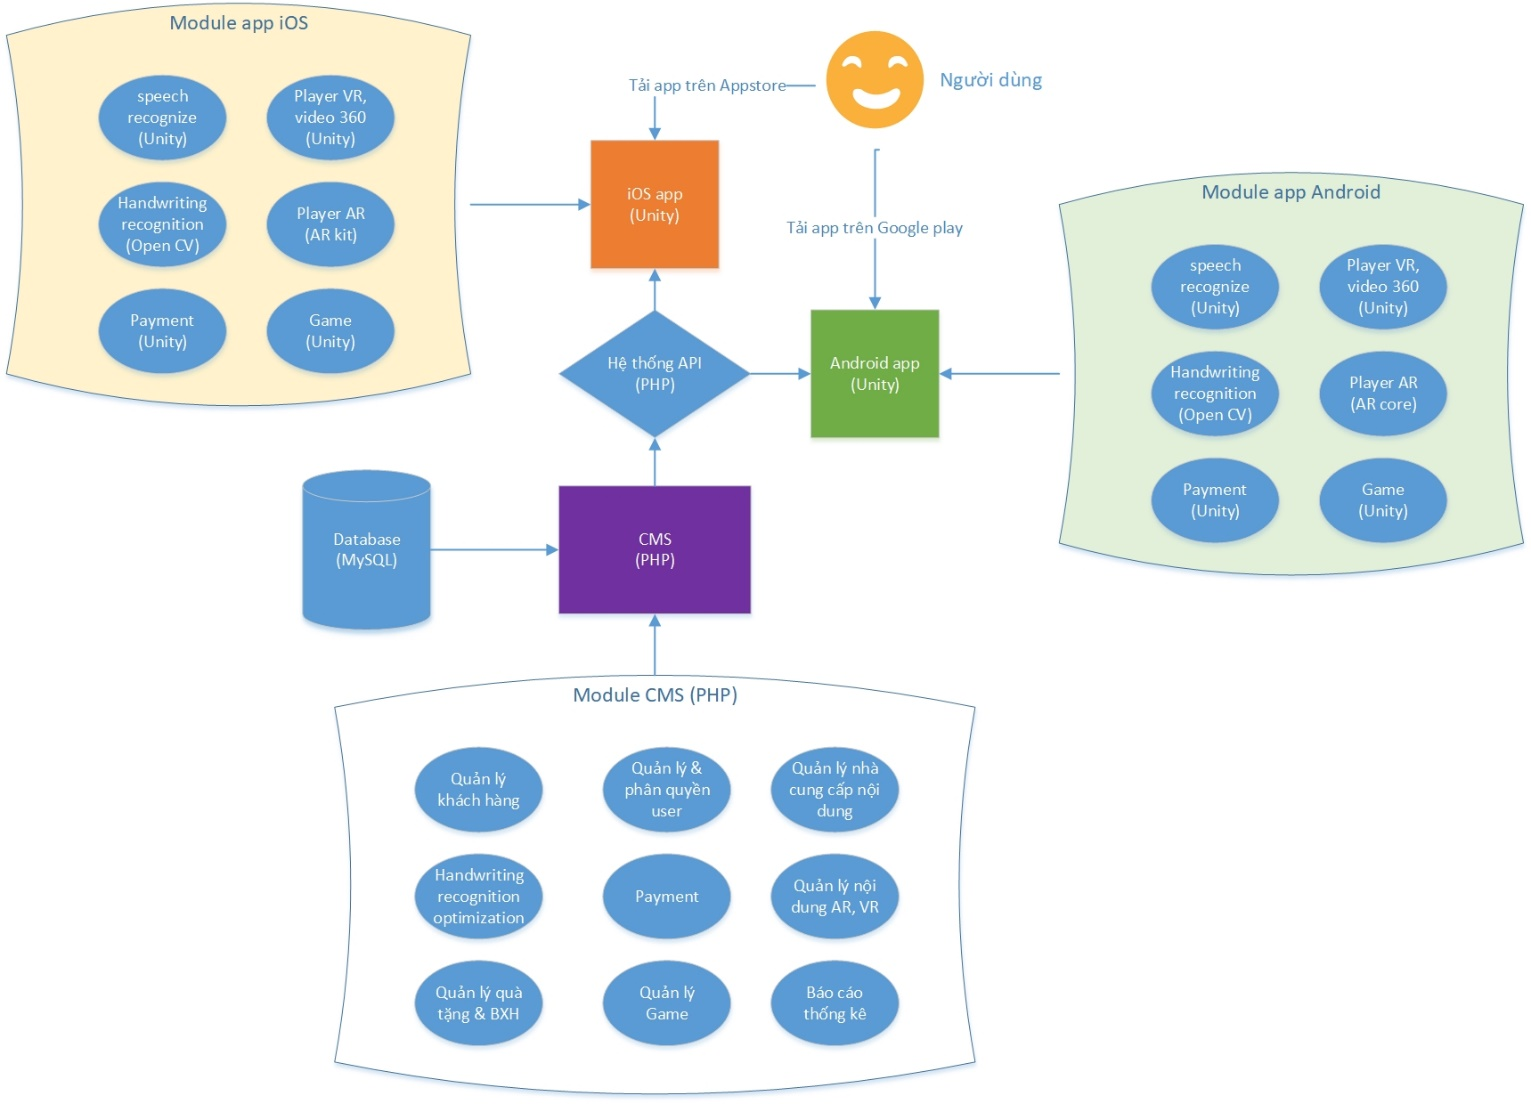 Module app iOS
speech
recognize
(Unity)
Player VR,
video 360
(Unity)
Handwriting
recognition
(Open CV)
Player AR
(AR kit)
Payment
(Unity)
Game
(Unity)
Tải app trên Appstore
Người dùng
iOS app
(Unity)
Tải app trên Google play
Hệ thống API
(PHP)
Android app
(Unity)
Module app Android
speech
recognize
(Unity)
Player VR,
video 360
(Unity)
Handwriting
recognition
(Open CV)
Player AR
(AR core)
Payment
(Unity)
Game
(Unity)
Database
(MySQL)
CMS
(PHP)
Module CMS (PHP)
Quản lý
khách hàng
Quản lý &
phân quyền
user
Quản lý nhà
cung cấp nội
dung
Handwriting
recognition
optimization
Payment
Quản lý nội
dung AR, VR
Quản lý quà
tặng & BXH
Quản lý
Game
Báo cáo
thống kê